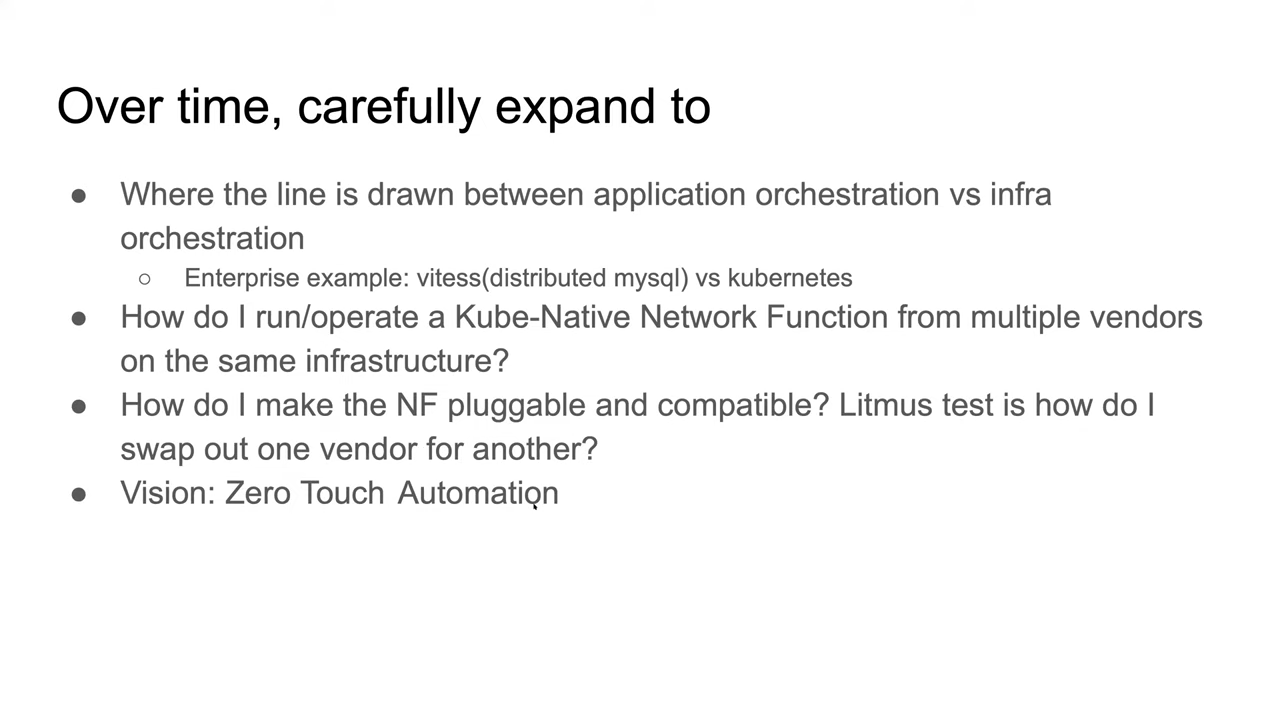 Over time, carefully expand to
● Where the line is drawn between application orchestration vs infra
orchestration
○ Enterprise example: vitess(distributed mysql) vs kubernetes
● How do I run/operate a Kube-Native Network Function from multiple vendors
on the same infrastructure?
● How do I make the NF pluggable and compatible? Litmus test is how do I
swap out one vendor for another?
● Vision: Zero Touch Automation